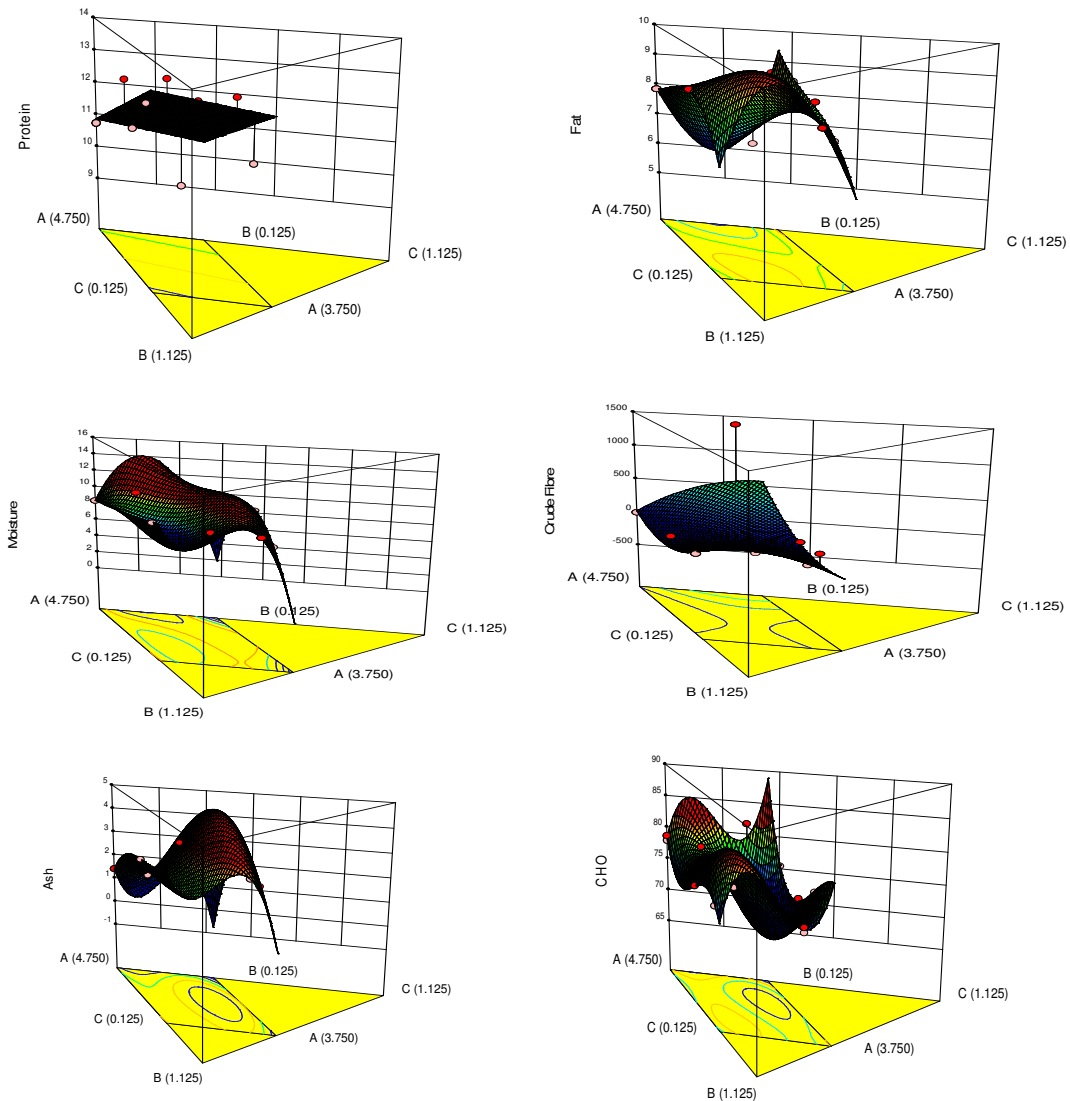 14
13
12
11
10
9
Protein
A (4.750)
B (0.125)
C (1.125)
C (0.125)
A (3.750)
B (1.125)
10
9
8
7
6
5
Fat
A (4.750)
B (0.125)
C (1.125)
C (0.125)
A (3.750)
B (1.125)
16
14
12
10
8
6
4
2
0
Moisture
A (4.750)
B (0.125)
C (1.125)
C (0.125)
A (3.750)
B (1.125)
1500
1000
500
0
-500
Crude Fibre
A (4.750)
B (0.125)
C (1.125)
C (0.125)
A (3.750)
B (1.125)
5
4
3
2
1
0
-1
Ash
A (4.750)
B (0.125)
C (1.125)
C (0.125)
A (3.750)
B (1.125)
90
85
80
75
70
65
CHO
A (4.750)
B (0.125)
C (1.125)
C (0.125)
A (3.750)
B (1.125)